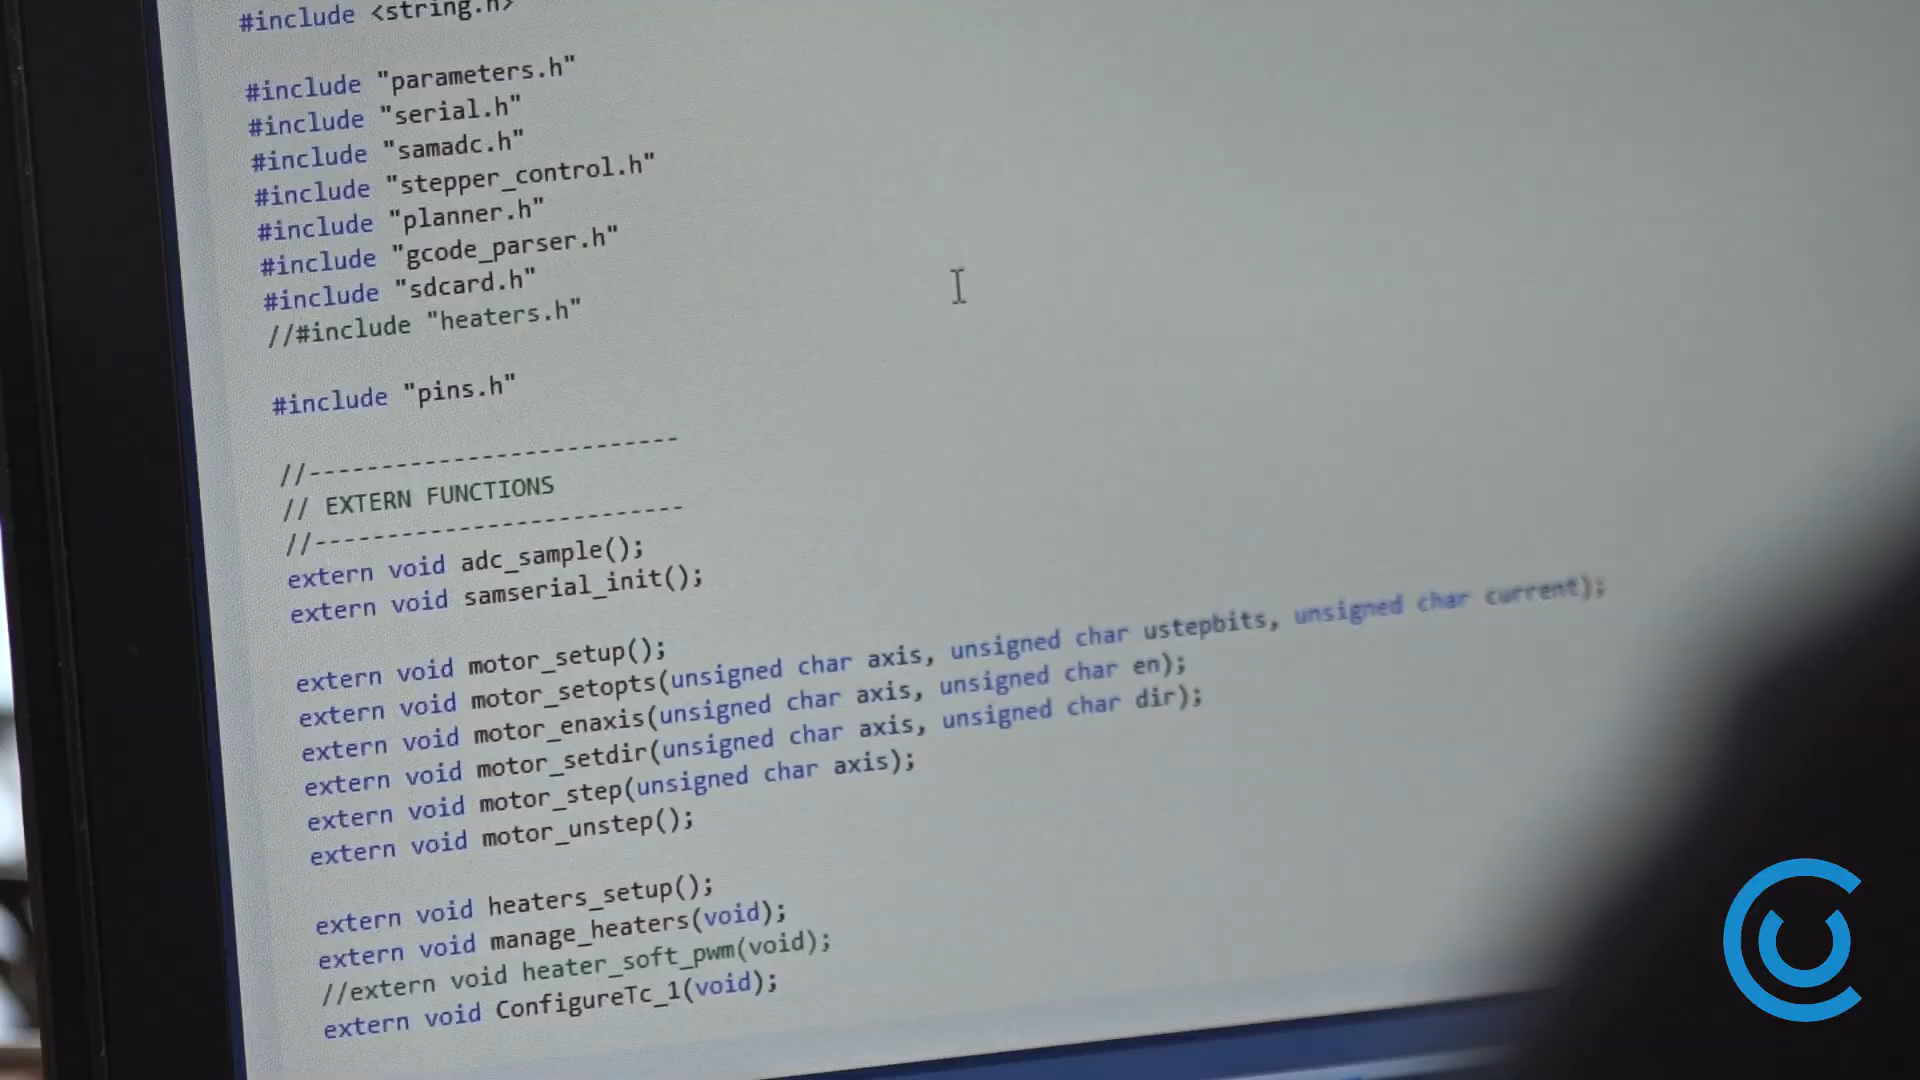 #include <string.h>
#include "parameters.h"
#include "serial.h"
#include "samadc.h"
#include "stepper_control.h"
#include "planner.h"
#include "gcode_parser.h"
#include "sdcard.h"
//#include "heaters.h"
#include "pins.h"
//--------------------------
// EXTERN FUNCTIONS
//--------------------------
extern void adc_sample();
extern void samserial_init();
extern void motor_setup();
extern void motor_setopts(unsigned char axis, unsigned char ustepbits, unsigned char current);
extern void motor_enaxis(unsigned char axis, unsigned char en);
extern void motor_setdir(unsigned char axis, unsigned char dir);
extern void motor_step(unsigned char axis);
extern void motor_unstep();
extern void heaters_setup();
extern void manage_heaters(void);
//extern void heater_soft_pwm(void);
extern void ConfigureTc_1(void);